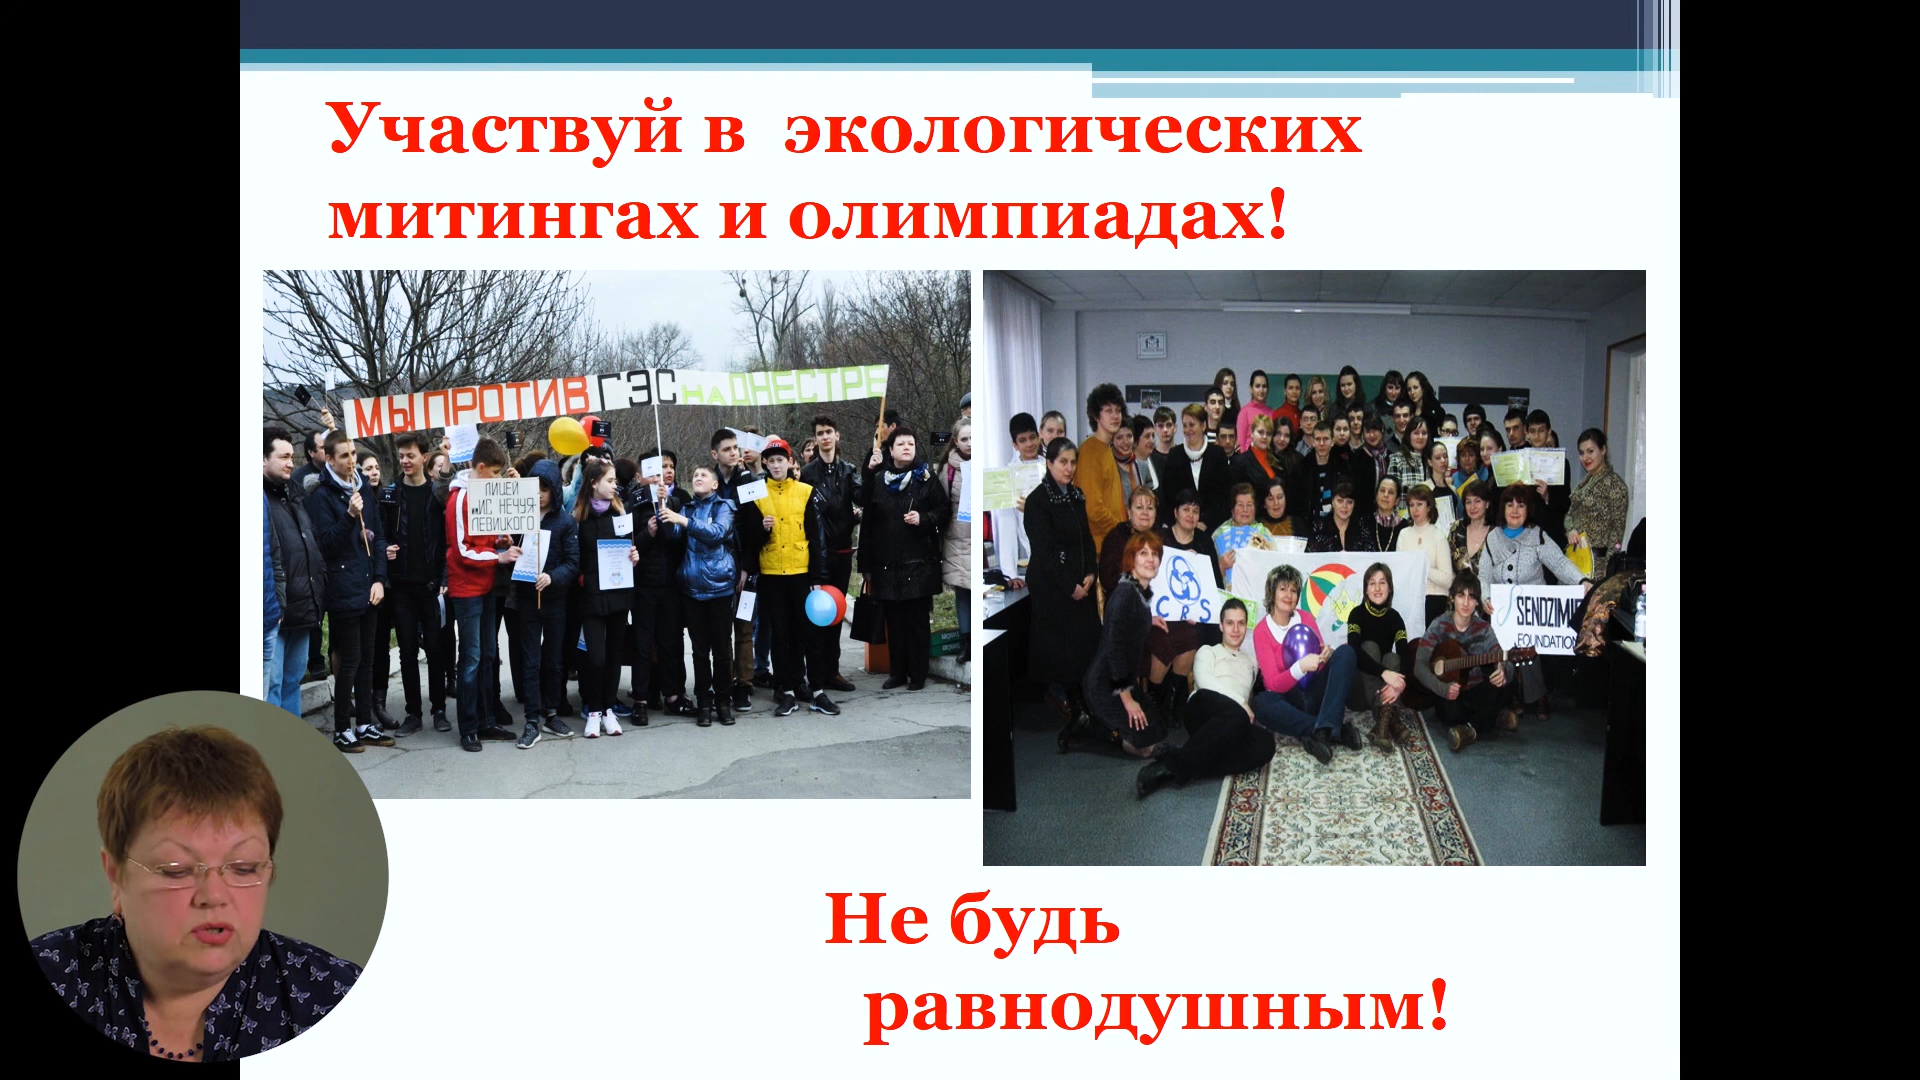 Участвуй в экологических
митингах и олимпиадах!
МЫ ПРОТИВ ГЭС НА ДНЕСТРЕ
ЛИЦЕЙ
им ИС НЕЧУЯ-
ЛЕВИЦКОГО
CRS
SENDZIMIR
FOUNDATION
Не будь
равнодушным!